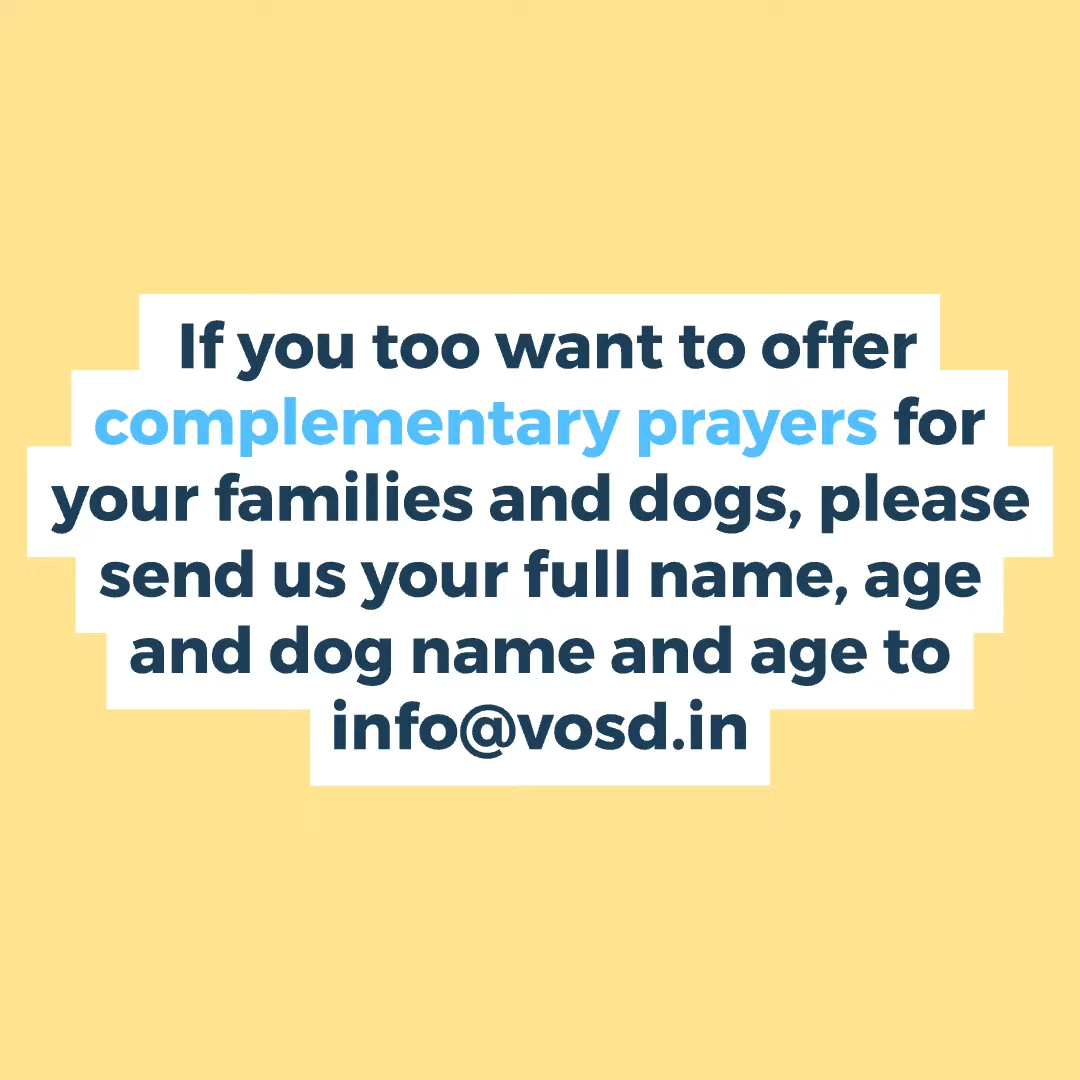 If you too want to offer
complementary prayers for
your families and dogs, please
send us your full name, age
and dog name and age to
info@vosd.in